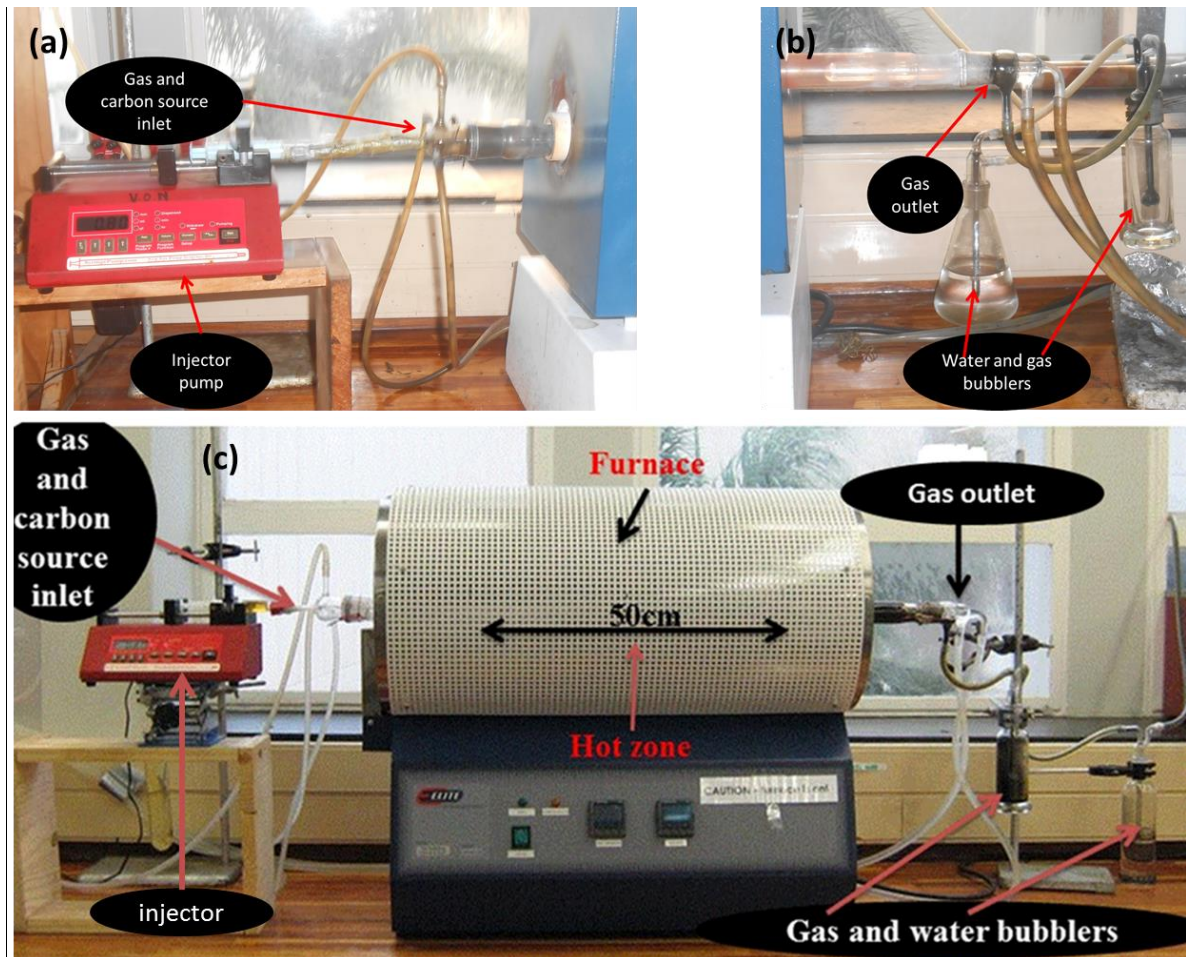 (a)
Gas and
carbon source
inlet
V.O.N
Injector
pump
(b)
Gas
outlet
Water and gas
bubblers
(c)
Gas
and
carbon
source
inlet
Furnace
Gas outlet
50cm
Hot zone
ELITE
injector
Gas and water bubblers